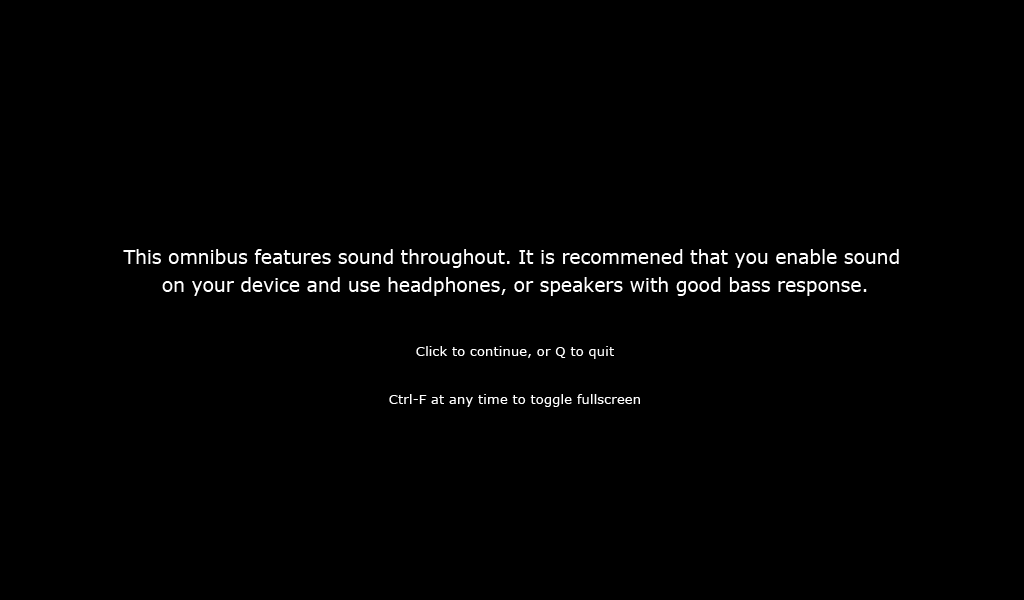 This omnibus features sound throughout. It is recommened that you enable sound
on your device and use headphones, or speakers with good bass response.
Click to continue, or Q to quit
Ctrl-F at any time to toggle fullscreen